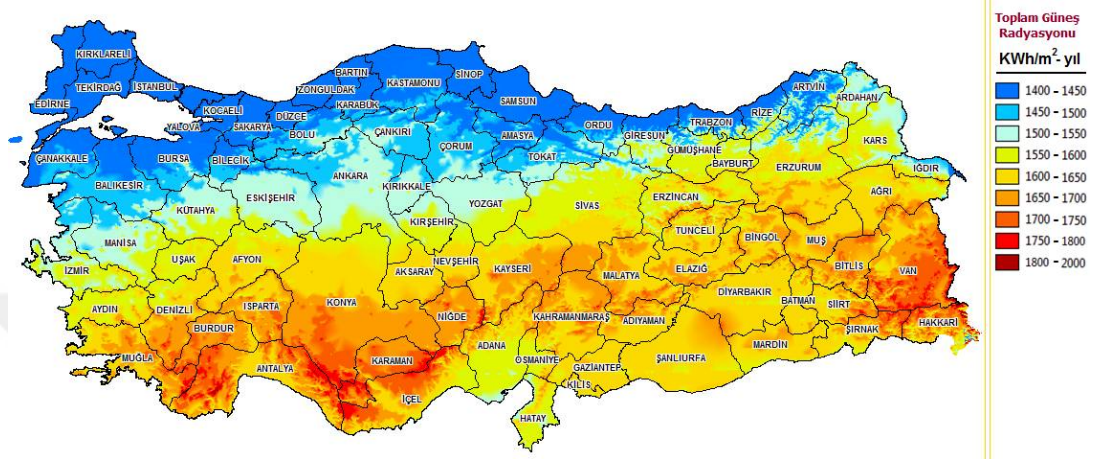 Toplam Güneş
Radyasyonu
KWh/m²- yıl
1400 - 1450
1450 - 1500
1500 - 1550
1550 - 1600
1600 - 1650
1650 - 1700
1700 - 1750
1750 - 1800
1800 - 2000
KIRKLARELİ
TEKİRDAĞ
İSTANBUL
EDİRNE
KOCAELİ
YALOVA
SAKARYA
DÜZCE
BOLU
ZONGULDAK
BARTIN
KARABÜK
KASTAMONU
SİNOP
SAMSUN
ORDU
GİRESUN
TRABZON
RİZE
ARTVİN
ARDAHAN
KARS
IĞDIR
ÇANAKKALE
BURSA
BİLECİK
BALIKESİR
KÜTAHYA
ESKİŞEHİR
ANKARA
ÇANKIRI
KIRIKKALE
ÇORUM
AMASYA
TOKAT
YOZGAT
KIRŞEHİR
SİVAS
GÜMÜŞHANE
BAYBURT
ERZURUM
ERZİNCAN
AĞRI
MANİSA
İZMİR
UŞAK
AFYON
AKSARAY
NEVŞEHİR
KAYSERİ
MALATYA
TUNCELİ
ELAZIĞ
BİNGÖL
MUŞ
BİTLİS
VAN
AYDIN
DENİZLİ
ISPARTA
BURDUR
KONYA
NİĞDE
KAHRAMANMARAŞ
ADIYAMAN
DİYARBAKIR
BATMAN
SİİRT
ŞIRNAK
HAKKARİ
MARDİN
MUĞLA
ANTALYA
KARAMAN
İÇEL
ADANA
OSMANİYE
GAZİANTEP
KİLİS
ŞANLIURFA
HATAY